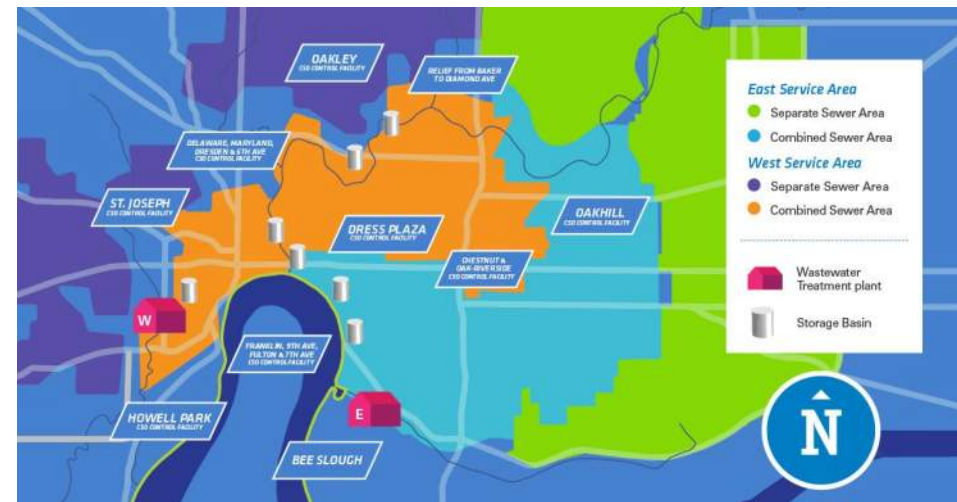 OAKLEY
CSO CONTROL FACILITY
RELIEF FROM BAKER
TO DIAMOND AVE
DELAWARE, MARYLAND,
DRESDEN & 6TH AVE
CSO CONTROL FACILITY
ST. JOSEPH
CSO CONTROL FACILITY
DRESS PLAZA
CSO CONTROL FACILITY
OAKHILL
CSO CONTROL FACILITY
CHESTNUT &
OAK-RIVERSIDE
CSO CONTROL FACILITY
W
FRANKLIN, 9TH AVE,
FULTON & 7TH AVE
CSO CONTROL FACILITY
HOWELL PARK
CSO CONTROL FACILITY
E
BEE SLOUGH
East Service Area
Separate Sewer Area
Combined Sewer Area
West Service Area
Separate Sewer Area
Combined Sewer Area
Wastewater
Treatment plant
Storage Basin
N